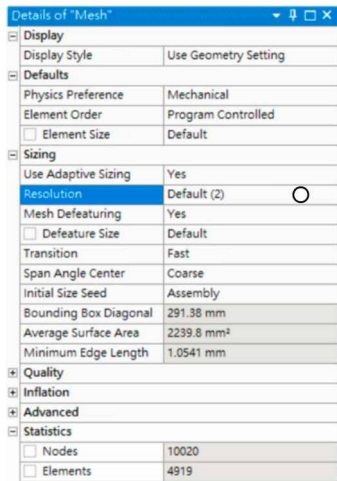 Details of "Mesh"
Display
Display Style Use Geometry Setting
Defaults
Physics Preference Mechanical
Element Order Program Controlled
Element Size Default
Sizing
Use Adaptive Sizing Yes
Resolution Default (2)
Mesh Defeaturing Yes
Defeature Size Default
Transition Fast
Span Angle Center Coarse
Initial Size Seed Assembly
Bounding Box Diagonal 291.38 mm
Average Surface Area 2239.8 mm²
Minimum Edge Length 1.0541 mm
Quality
Inflation
Advanced
Statistics
Nodes 10020
Elements 4919